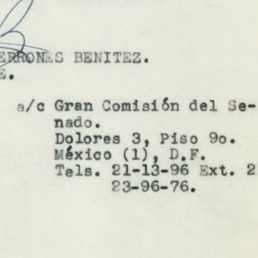 ERRONES BENITEZ.
E.
a/c Gran Comisión del Se-
nado.
Dolores 3, Piso 9o.
México (1), D.F.
Tels. 21-13-96 Ext. 2
23-96-76.